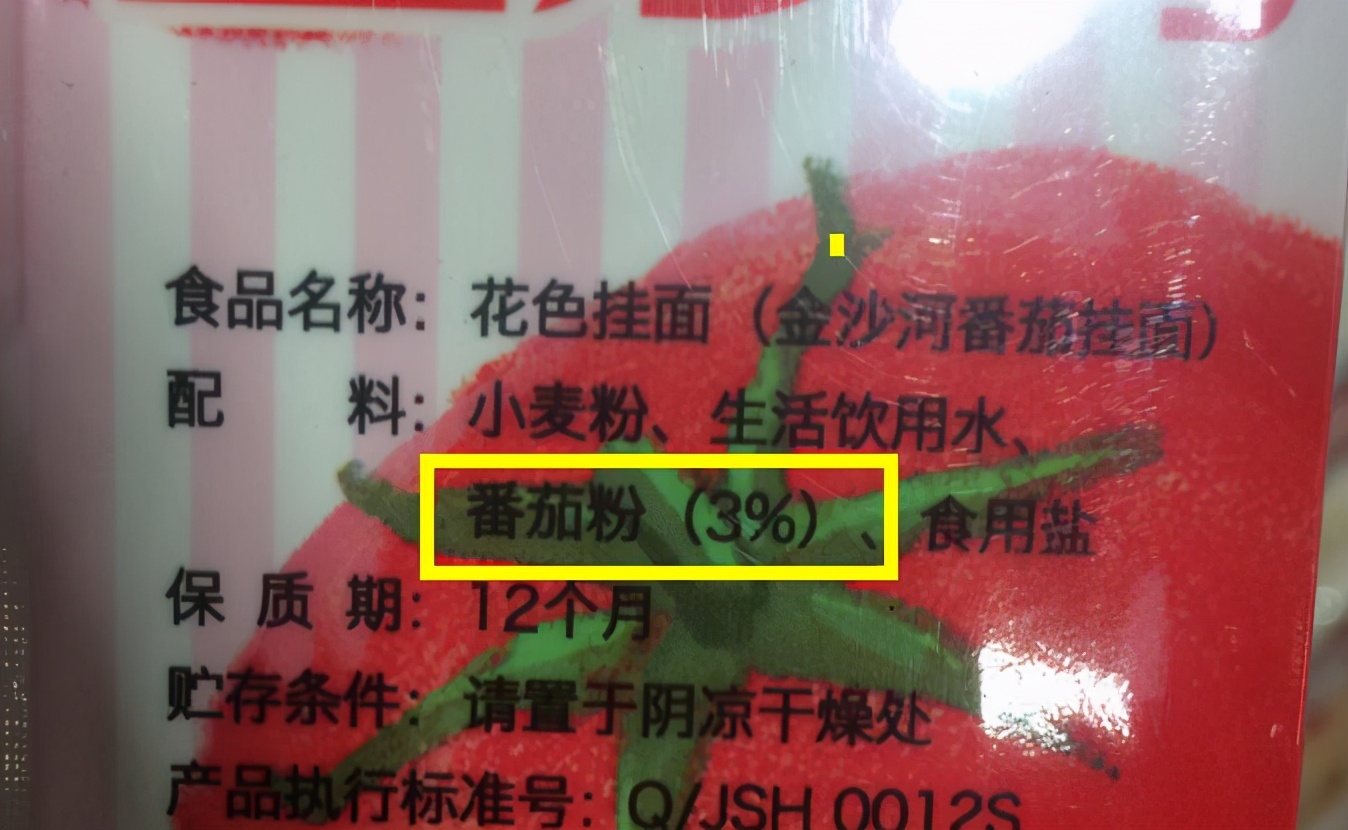 食品名称：花色挂面（金沙河番茄挂面）
配料：小麦粉、生活饮用水、
番茄粉（3%）、食用盐
保质期：12个月
贮存条件：请置于阴凉干燥处
产品执行标准号：Q/JSH 0012S